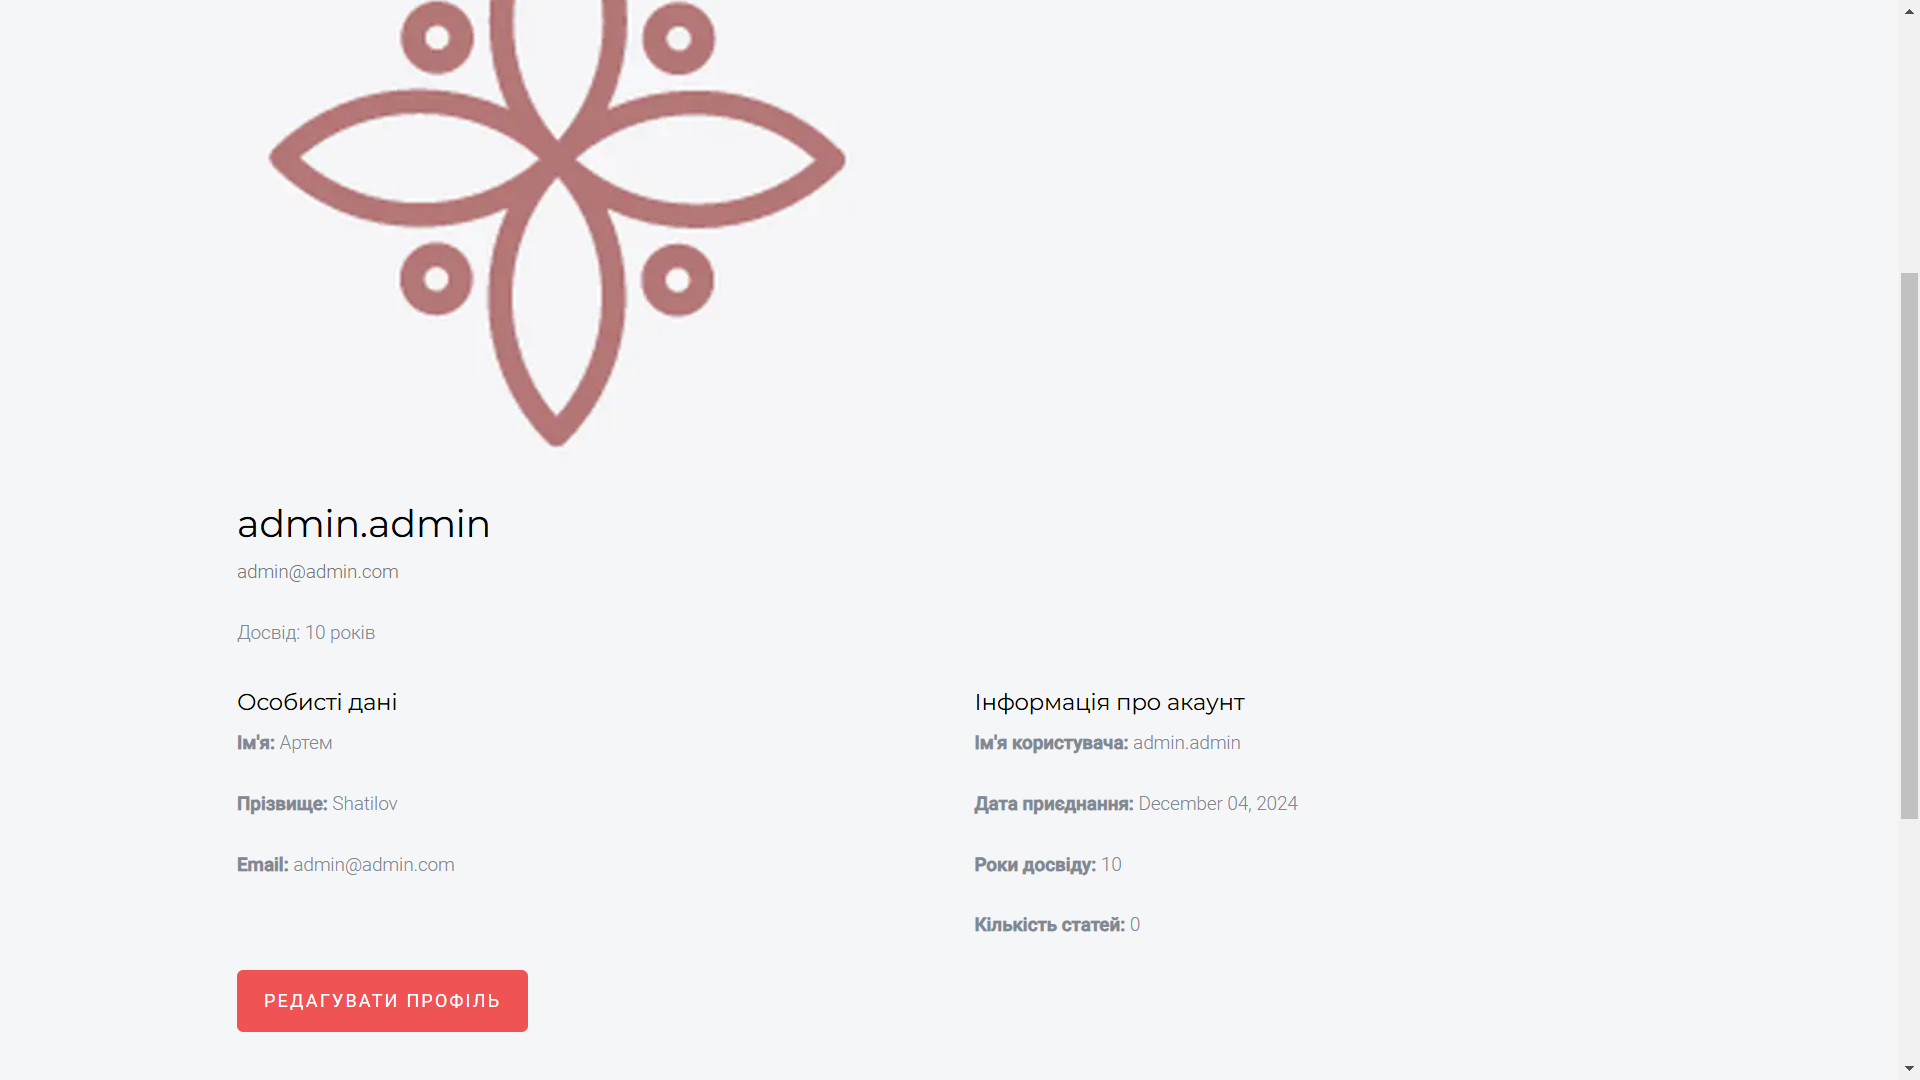 admin.admin
admin@admin.com
Досвід: 10 років
Особисті дані
Ім'я: Артем
Прізвище: Shatilov
Email: admin@admin.com
Інформація про акаунт
Ім'я користувача: admin.admin
Дата приєднання: December 04, 2024
Роки досвіду: 10
Кількість статей: 0
РЕДАГУВАТИ ПРОФІЛЬ